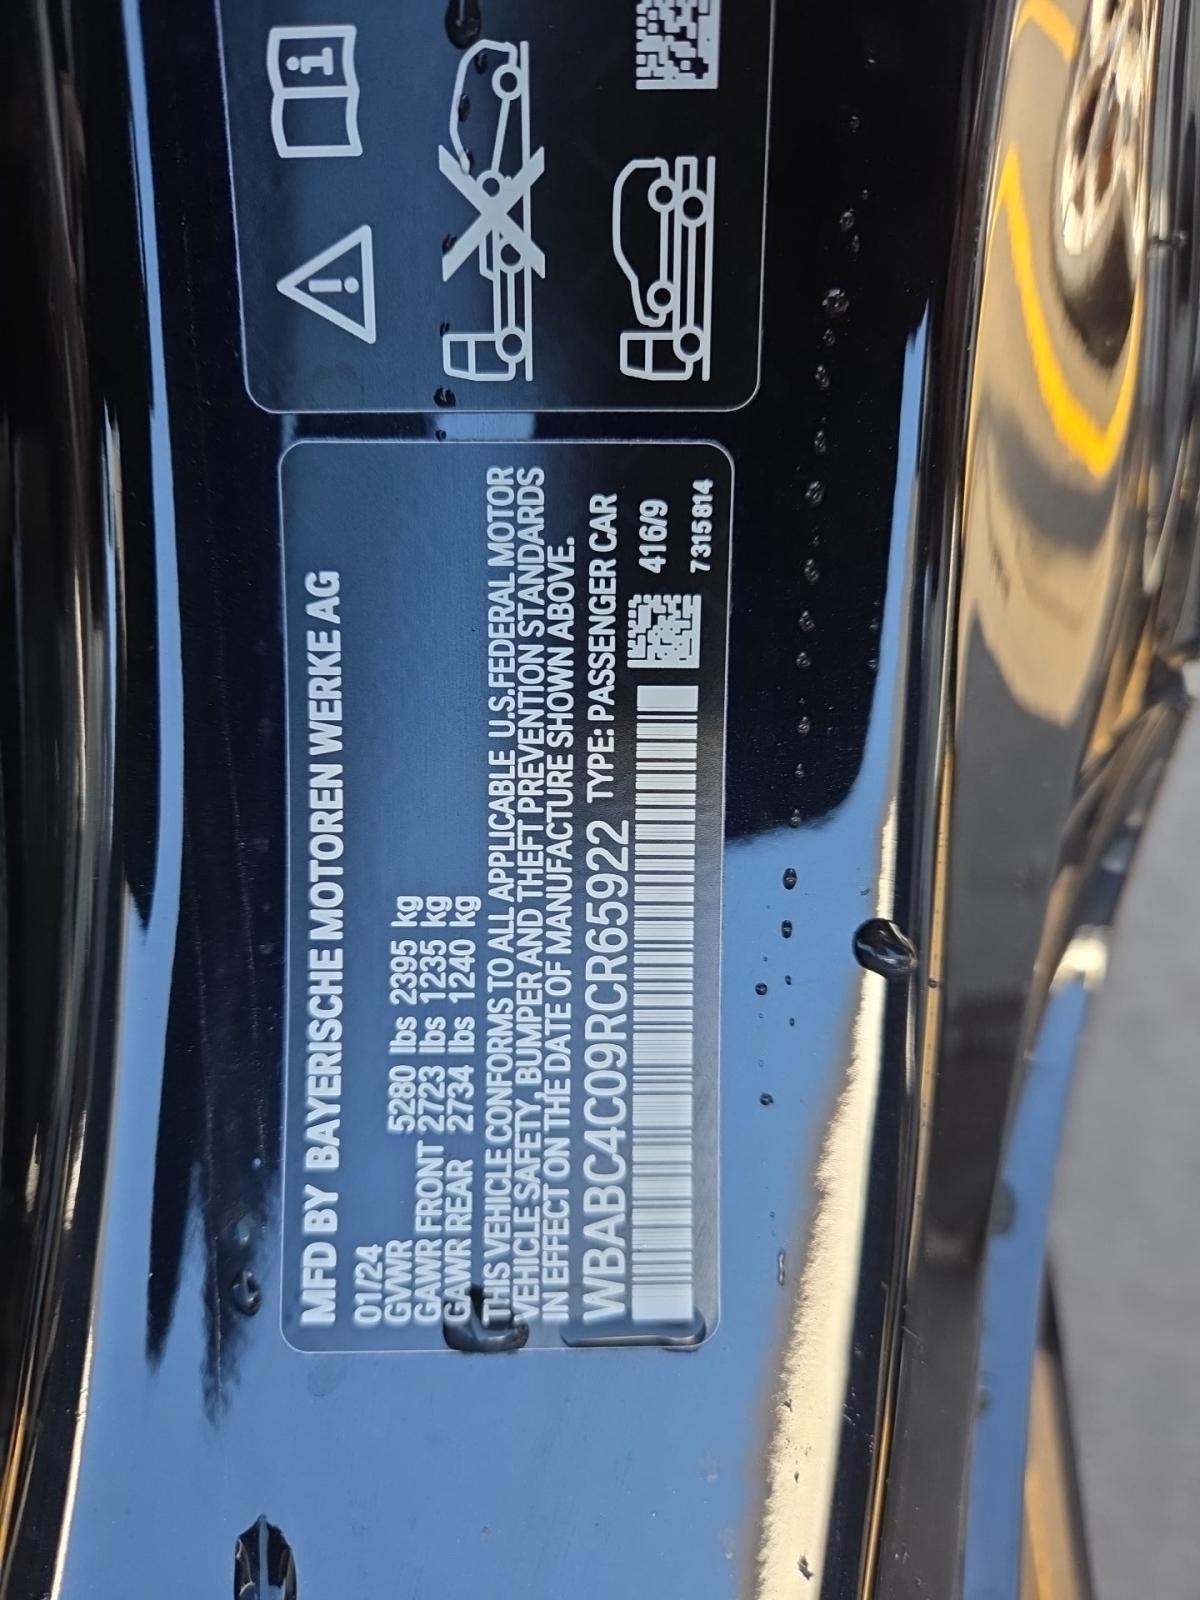 MFD BY BAYERISCHE MOTOREN WERKE AG
01/24
GVWR 5280 lbs 2395 kg
GAWR FRONT 2723 lbs 1235 kg
GAWR REAR 2734 lbs 1240 kg
THIS VEHICLE CONFORMS TO ALL APPLICABLE U.S.FEDERAL MOTOR
VEHICLE SAFETY, BUMPER AND THEFT PREVENTION STANDARDS
IN EFFECT ON THE DATE OF MANUFACTURE SHOWN ABOVE.
WBABC4C09RCR65922 TYPE: PASSENGER CAR
416/9
7315814